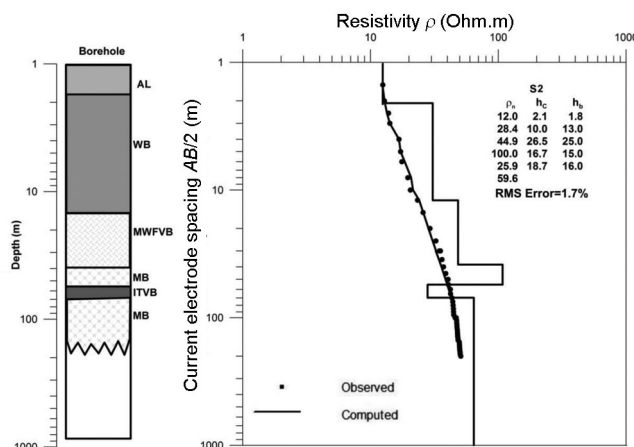 Borehole
1
10
100
1000
Depth (m)
AL
WB
MWFVB
MB
ITVB
MB
Resistivity ρ (Ohm.m)
1 10 100 1000
Current electrode spacing AB/2 (m)
1
10
100
1000
S2
ρn hC hb
12.0 2.1 1.8
28.4 10.0 13.0
44.9 26.5 25.0
100.0 16.7 15.0
25.9 18.7 16.0
59.6
RMS Error=1.7%
Observed
Computed